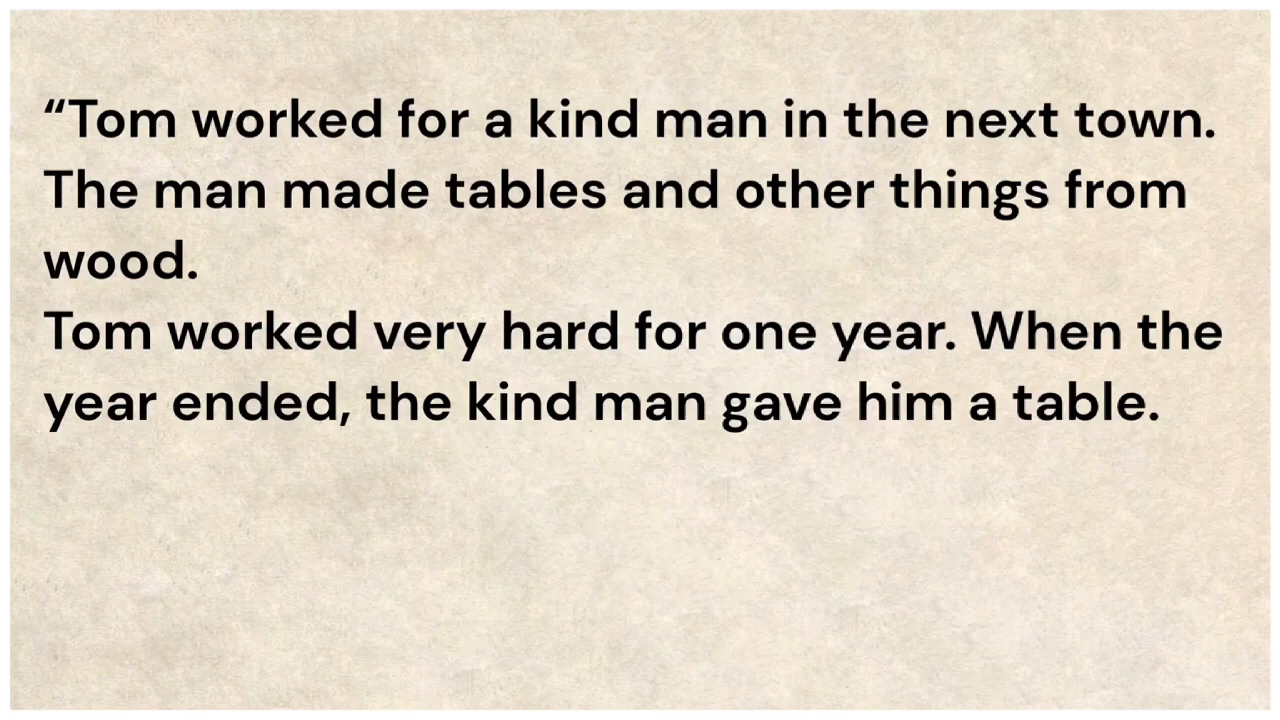 “Tom worked for a kind man in the next town.
The man made tables and other things from
wood.
Tom worked very hard for one year. When the
year ended, the kind man gave him a table.